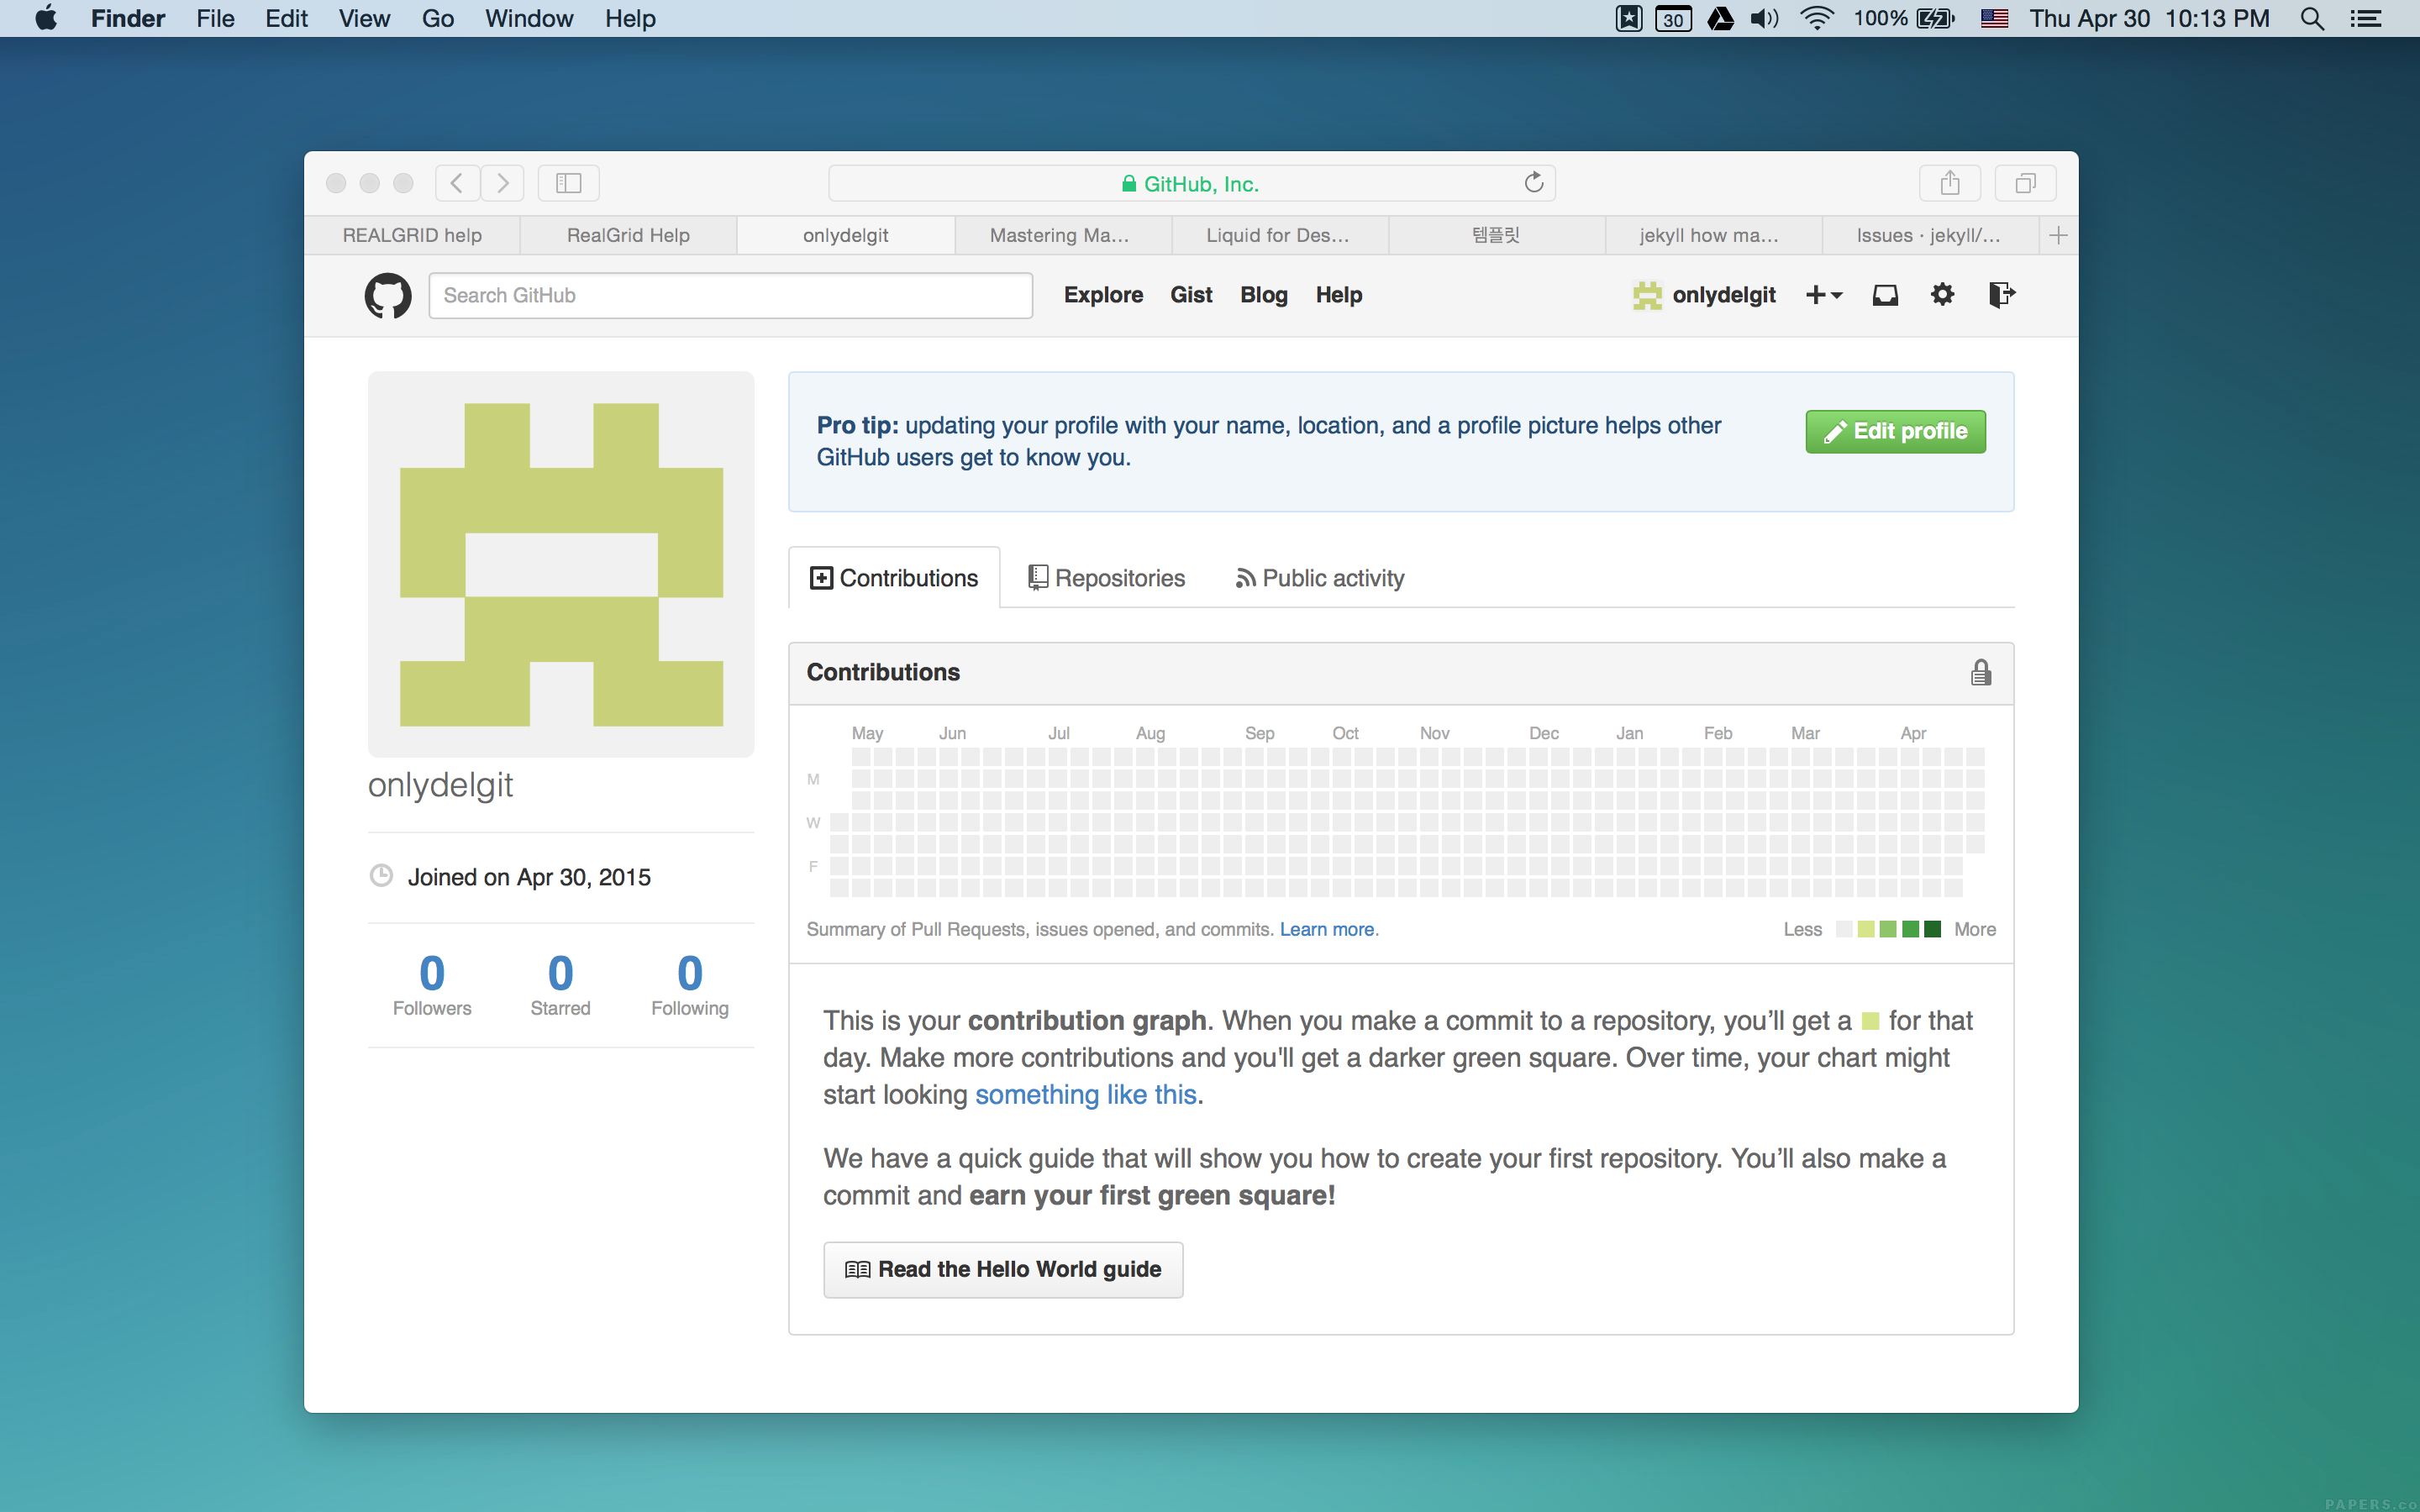 Finder File Edit View Go Window Help 30 100% Thu Apr 30 10:13 PM
GitHub, Inc.
REALGRID help RealGrid Help onlydelgit Mastering Ma... Liquid for Des... 템플릿 jekyll how ma... Issues · jekyll/...
Search GitHub Explore Gist Blog Help onlydelgit
Pro tip: updating your profile with your name, location, and a profile picture helps other
GitHub users get to know you.
Edit profile
Contributions Repositories Public activity
Contributions
May Jun Jul Aug Sep Oct Nov Dec Jan Feb Mar Apr
M
W
F
Summary of Pull Requests, issues opened, and commits. Learn more. Less More
onlydelgit
Joined on Apr 30, 2015
0 0 0
Followers Starred Following
This is your contribution graph. When you make a commit to a repository, you’ll get a for that
day. Make more contributions and you'll get a darker green square. Over time, your chart might
start looking something like this.
We have a quick guide that will show you how to create your first repository. You’ll also make a
commit and earn your first green square!
Read the Hello World guide
PAPERS.co